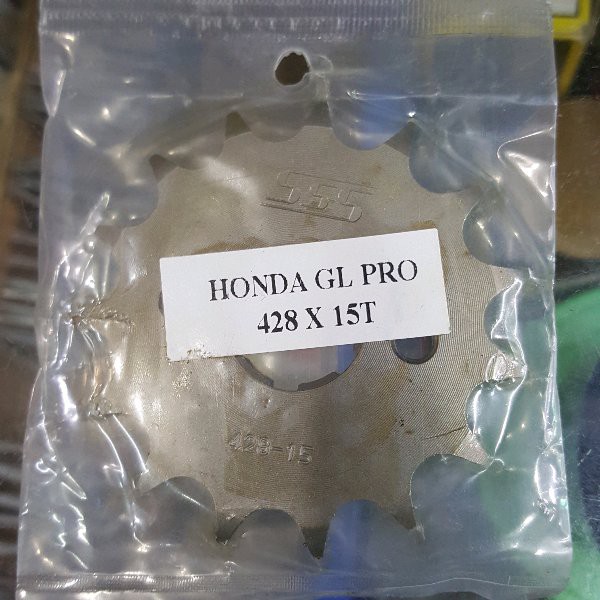 SSS
HONDA GL PRO
428 X 15T
428-15